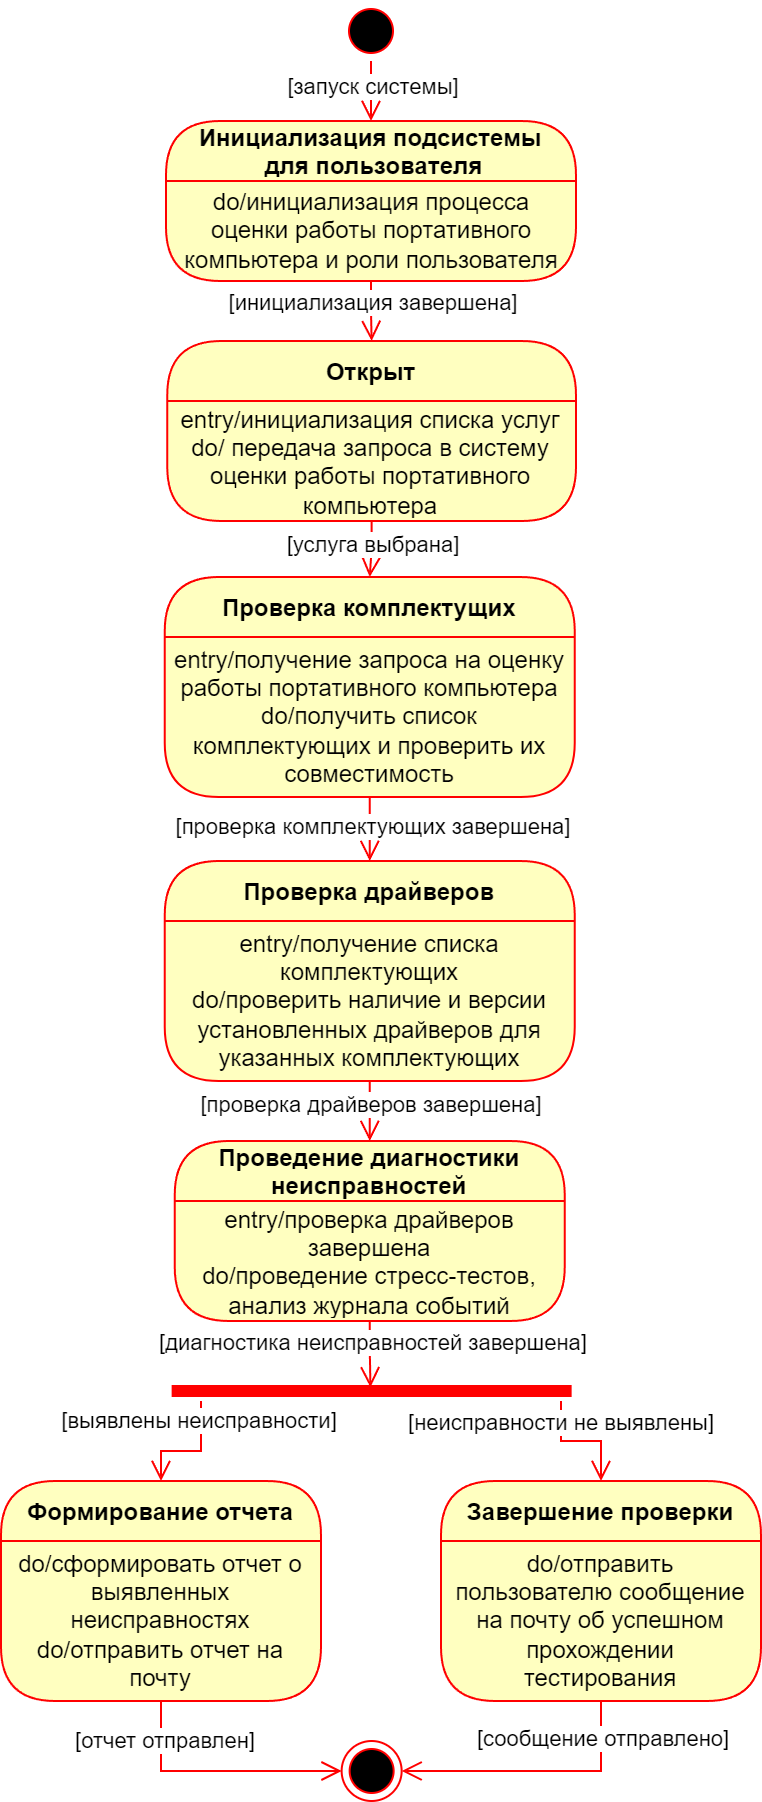 [запуск системы]
Инициализация подсистемы
для пользователя
do/инициализация процесса
оценки работы портативного
компьютера и роли пользователя
[инициализация завершена]
Открыт
entry/инициализация списка услуг
do/ передача запроса в систему
оценки работы портативного
компьютера
[услуга выбрана]
Проверка комплектущих
entry/получение запроса на оценку
работы портативного компьютера
do/получить список
комплектующих и проверить их
совместимость
[проверка комплектующих завершена]
Проверка драйверов
entry/получение списка
комплектующих
do/проверить наличие и версии
установленных драйверов для
указанных комплектующих
[проверка драйверов завершена]
Проведение диагностики
неисправностей
entry/проверка драйверов
завершена
do/проведение стресс-тестов,
анализ журнала событий
[диагностика неисправностей завершена]
[выявлены неисправности]
[неисправности не выявлены]
Формирование отчета
do/сформировать отчет о
выявленных
неисправностях
do/отправить отчет на
почту
Завершение проверки
do/отправить
пользователю сообщение
на почту об успешном
прохождении
тестирования
[отчет отправлен]
[сообщение отправлено]